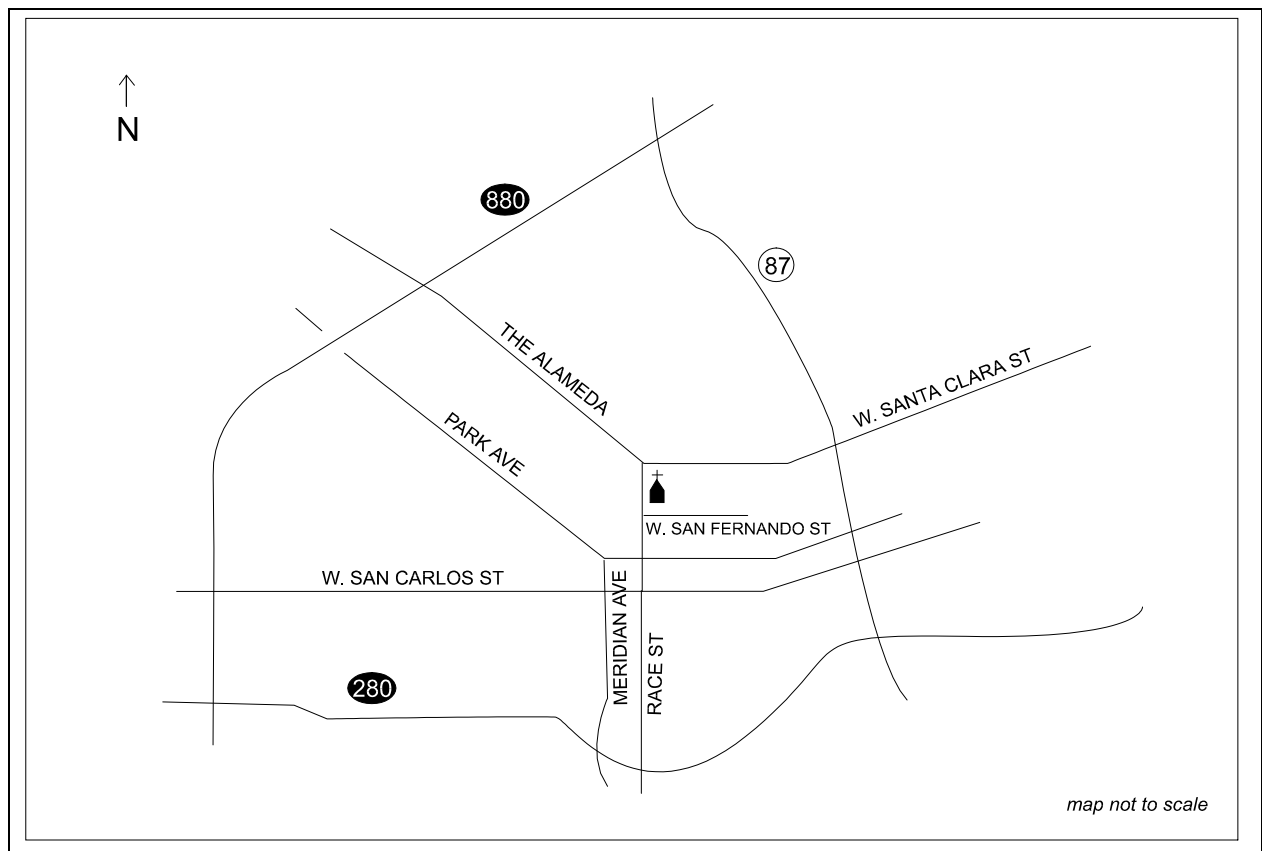 N
880
87
THE ALAMEDA
W. SANTA CLARA ST
PARK AVE
W. SAN FERNANDO ST
W. SAN CARLOS ST
MERIDIAN AVE
RACE ST
280
map not to scale